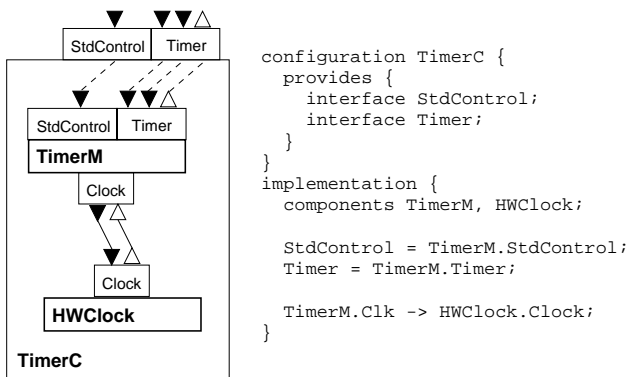 StdControl Timer
StdControl Timer
TimerM
Clock
Clock
HWClock
TimerC
configuration TimerC {
  provides {
    interface StdControl;
    interface Timer;
  }
}
implementation {
  components TimerM, HWClock;

  StdControl = TimerM.StdControl;
  Timer = TimerM.Timer;

  TimerM.Clk -> HWClock.Clock;
}